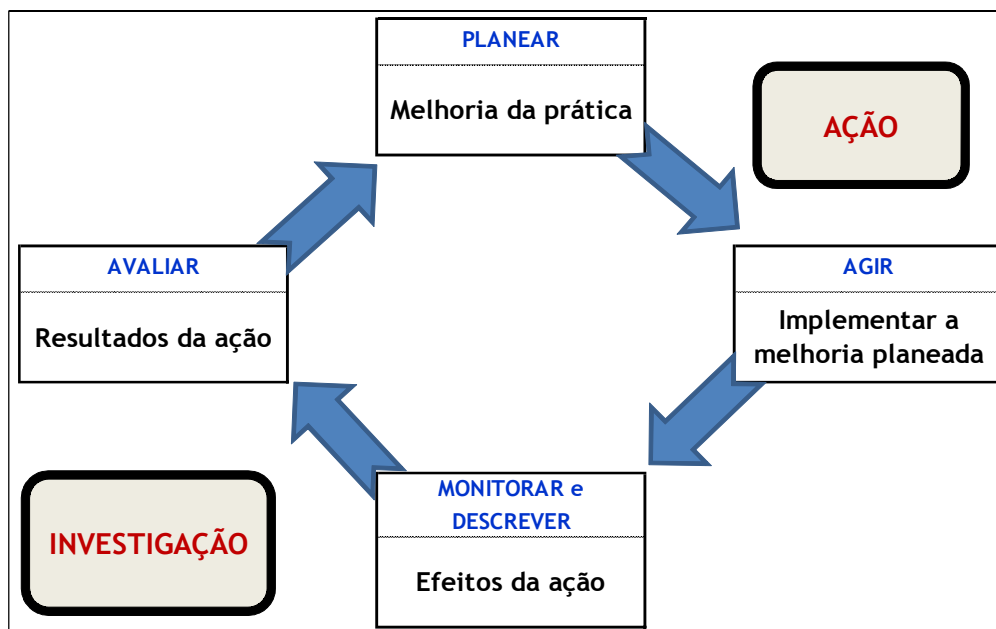 PLANEAR
Melhoria da prática
AÇÃO
AVALIAR
Resultados da ação
AGIR
Implementar a
melhoria planeada
INVESTIGAÇÃO
MONITORAR e
DESCREVER
Efeitos da ação